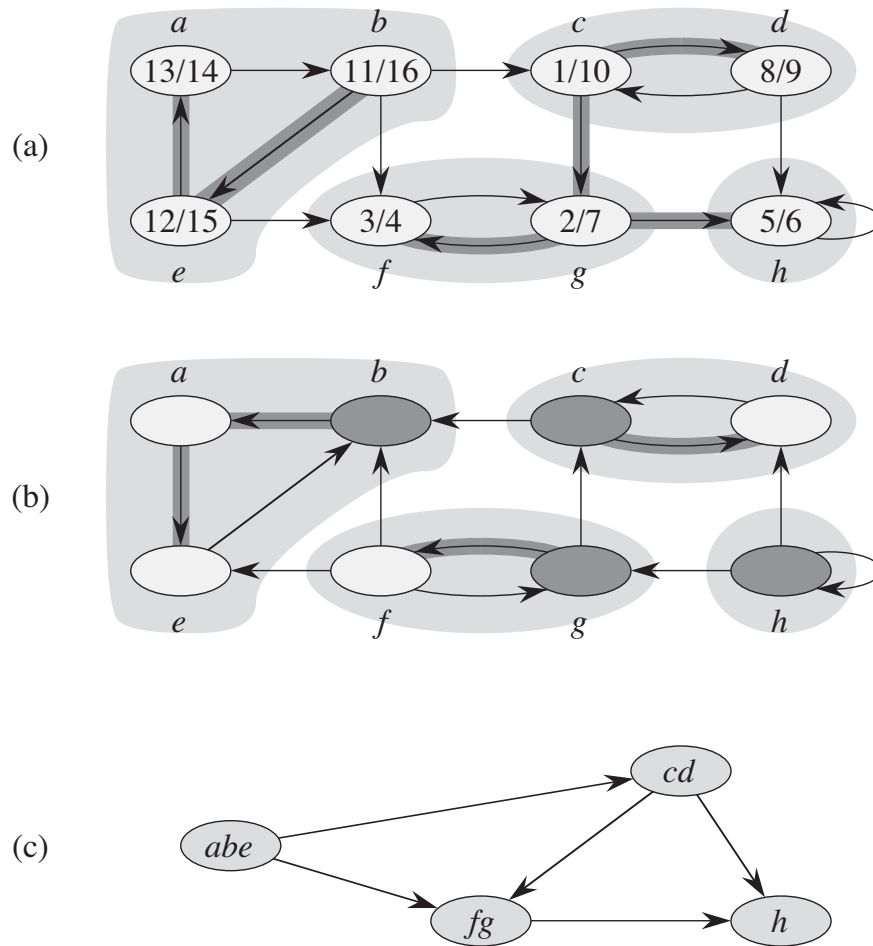 a b c d
13/14 11/16 1/10 8/9
(a)
12/15 3/4 2/7 5/6
e f g h
a b c d
(b)
e f g h
cd
(c) abe
fg h